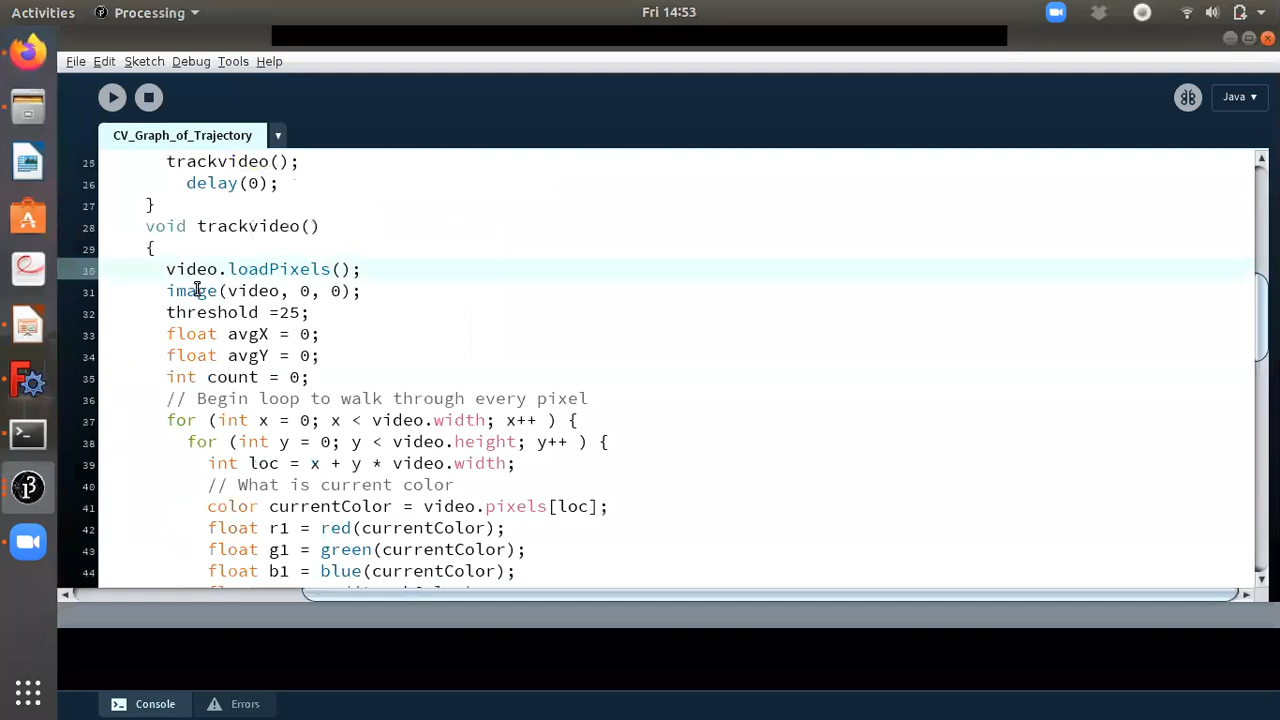 Activities Processing Fri 14:53
File Edit Sketch Debug Tools Help
Java
CV_Graph_of_Trajectory
25 trackvideo();
26 delay(0);
27 }
28 void trackvideo()
29 {
30 video.loadPixels();
31 image(video, 0, 0);
32 threshold =25;
33 float avgX = 0;
34 float avgY = 0;
35 int count = 0;
36 // Begin loop to walk through every pixel
37 for (int x = 0; x < video.width; x++ ) {
38 for (int y = 0; y < video.height; y++ ) {
39 int loc = x + y * video.width;
40 // What is current color
41 color currentColor = video.pixels[loc];
42 float r1 = red(currentColor);
43 float g1 = green(currentColor);
44 float b1 = blue(currentColor);
Console Errors